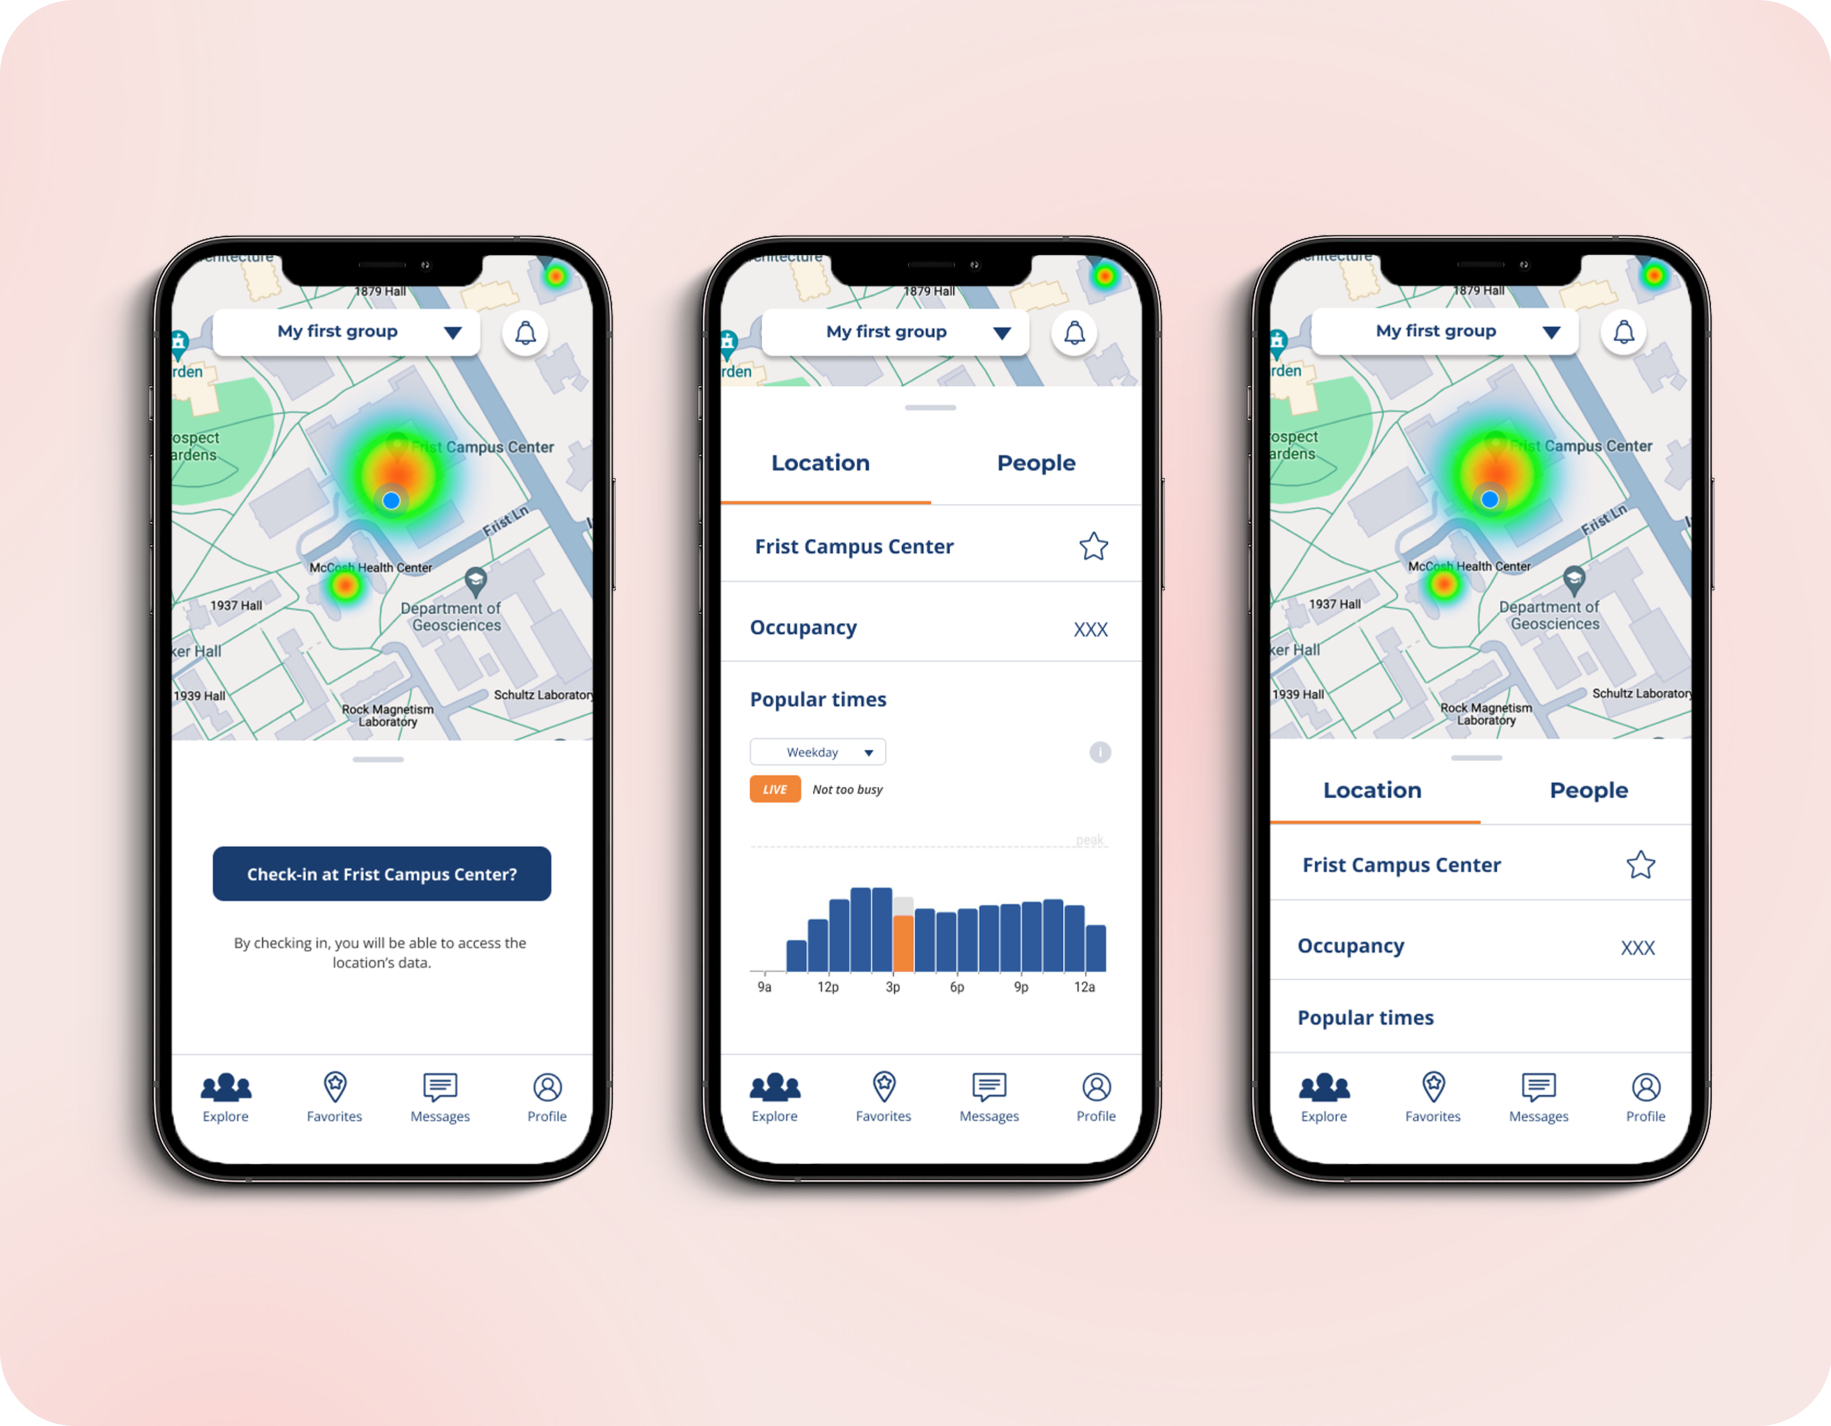 1879 Hall
My first group
rden
ospect
ardens
Frist Campus Center
Frist Ln
McCosh Health Center
1937 Hall
Department of
Geosciences
ker Hall
1939 Hall
Schultz Laboratory
Rock Magnetism
Laboratory
Check-in at Frist Campus Center?
By checking in, you will be able to access the
location's data.
Explore
Favorites
Messages
Profile
1879 Hall
My first group
rden
Location
People
Frist Campus Center
Occupancy
XXX
Popular times
Weekday
i
LIVE
Not too busy
peak
9a
12p
3p
6p
9p
12a
Explore
Favorites
Messages
Profile
1879 Hall
My first group
rden
rospect
ardens
Frist Campus Center
Frist Ln
McCosh Health Center
1937 Hall
Department of
Geosciences
ker Hall
1939 Hall
Schultz Laboratory
Rock Magnetism
Laboratory
Location
People
Frist Campus Center
Occupancy
XXX
Popular times
Explore
Favorites
Messages
Profile